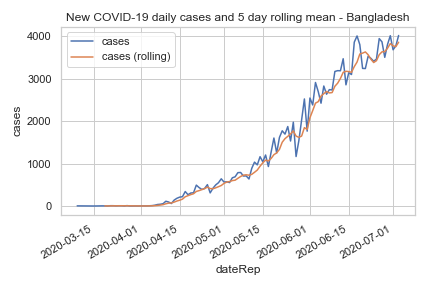 New COVID-19 daily cases and 5 day rolling mean - Bangladesh
cases
cases (rolling)
4000
3000
2000
1000
0
cases
2020-03-15
2020-04-01
2020-04-15
2020-05-01
2020-05-15
2020-06-01
2020-06-15
2020-07-01
dateRep